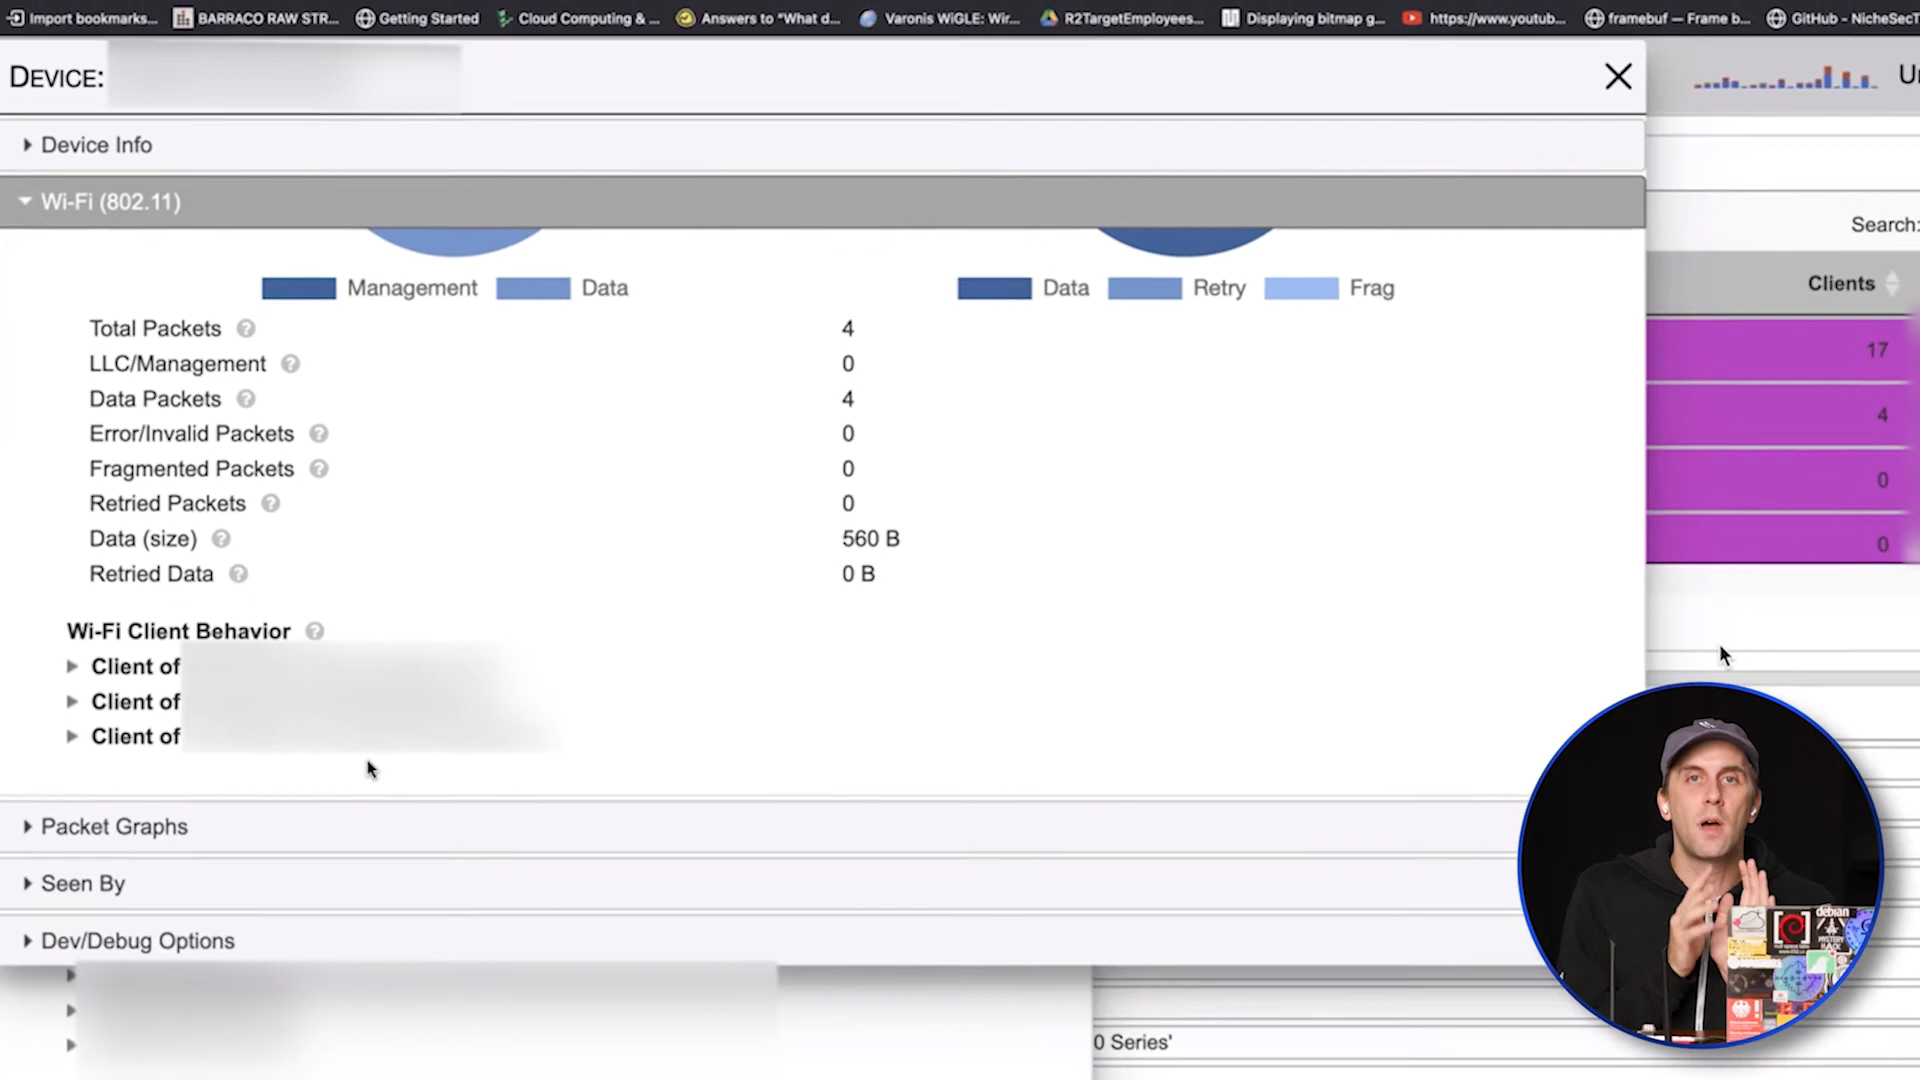 Import bookmarks... BARRACO RAW STR... Getting Started Cloud Computing & ... Answers to "What d... Varonis WiGLE: Wir... R2TargetEmployees... Displaying bitmap g... https://www.youtub... framebuf — Frame b... GitHub - NicheSecT
DEVICE:
Device Info
Wi-Fi (802.11)
Search:
Clients
Management Data Data Retry Frag
Total Packets 4
LLC/Management 0
Data Packets 4
Error/Invalid Packets 0
Fragmented Packets 0
Retried Packets 0
Data (size) 560 B
Retried Data 0 B
17
4
0
0
Wi-Fi Client Behavior
Client of
Client of
Client of
Packet Graphs
Seen By
Dev/Debug Options
0 Series'
debian
MYSTERY
HACK